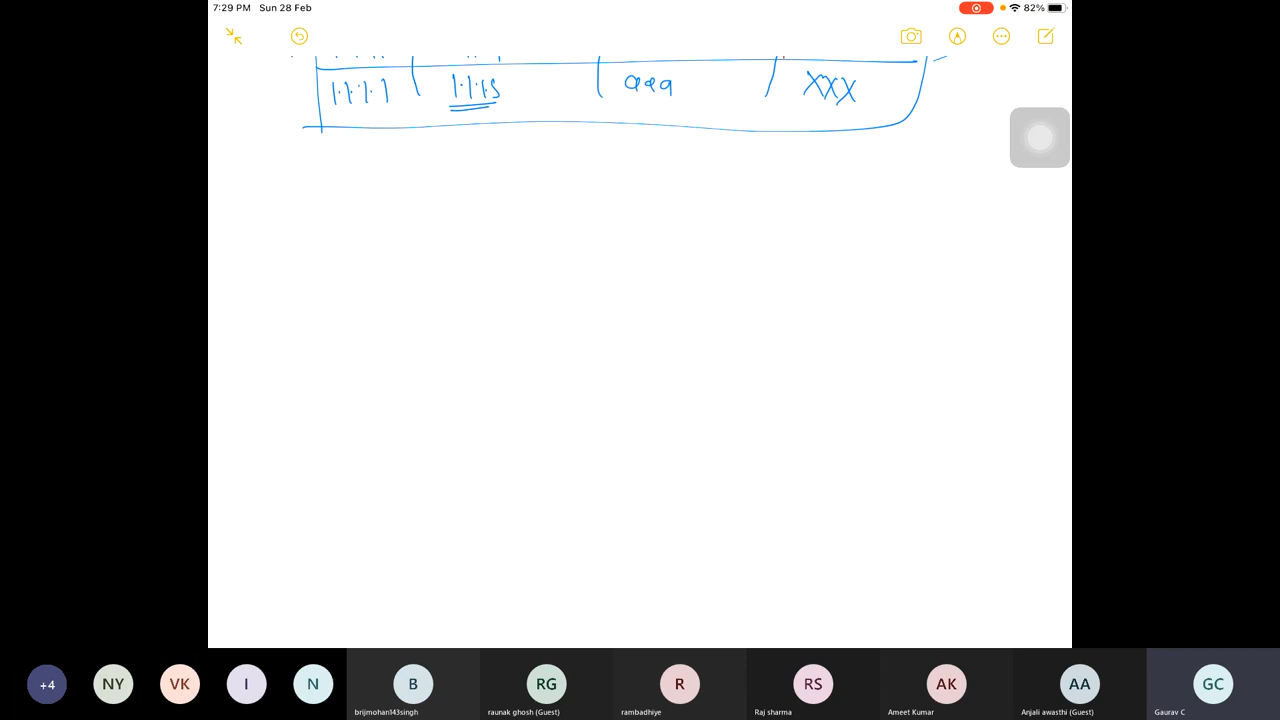 7:29 PM Sun 28 Feb 82%
1.1.1.1 1.1.1.5 aaa XXX
+4 NY VK I N B RG R RS AK AA GC
brijmohan143singh raunak ghosh (Guest) rambadhiye Raj sharma Ameet Kumar Anjali awasthi (Guest) Gaurav C